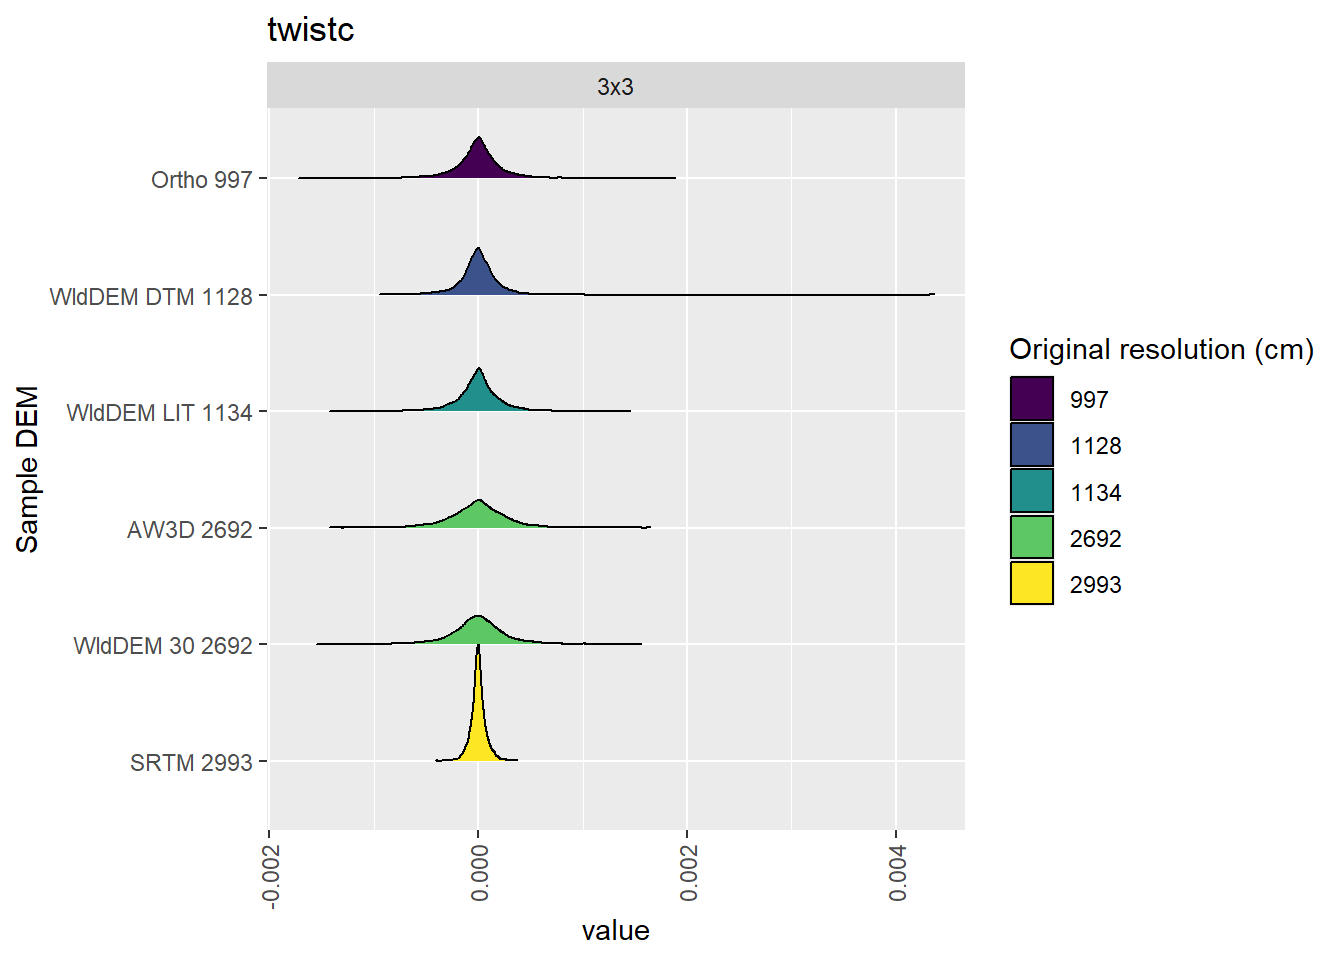 twistc
3x3
Ortho 997
WldDEM DTM 1128
WldDEM LIT 1134
AW3D 2692
WldDEM 30 2692
SRTM 2993
Sample DEM
-0.002
0.000
0.002
0.004
value
Original resolution (cm)
997
1128
1134
2692
2993